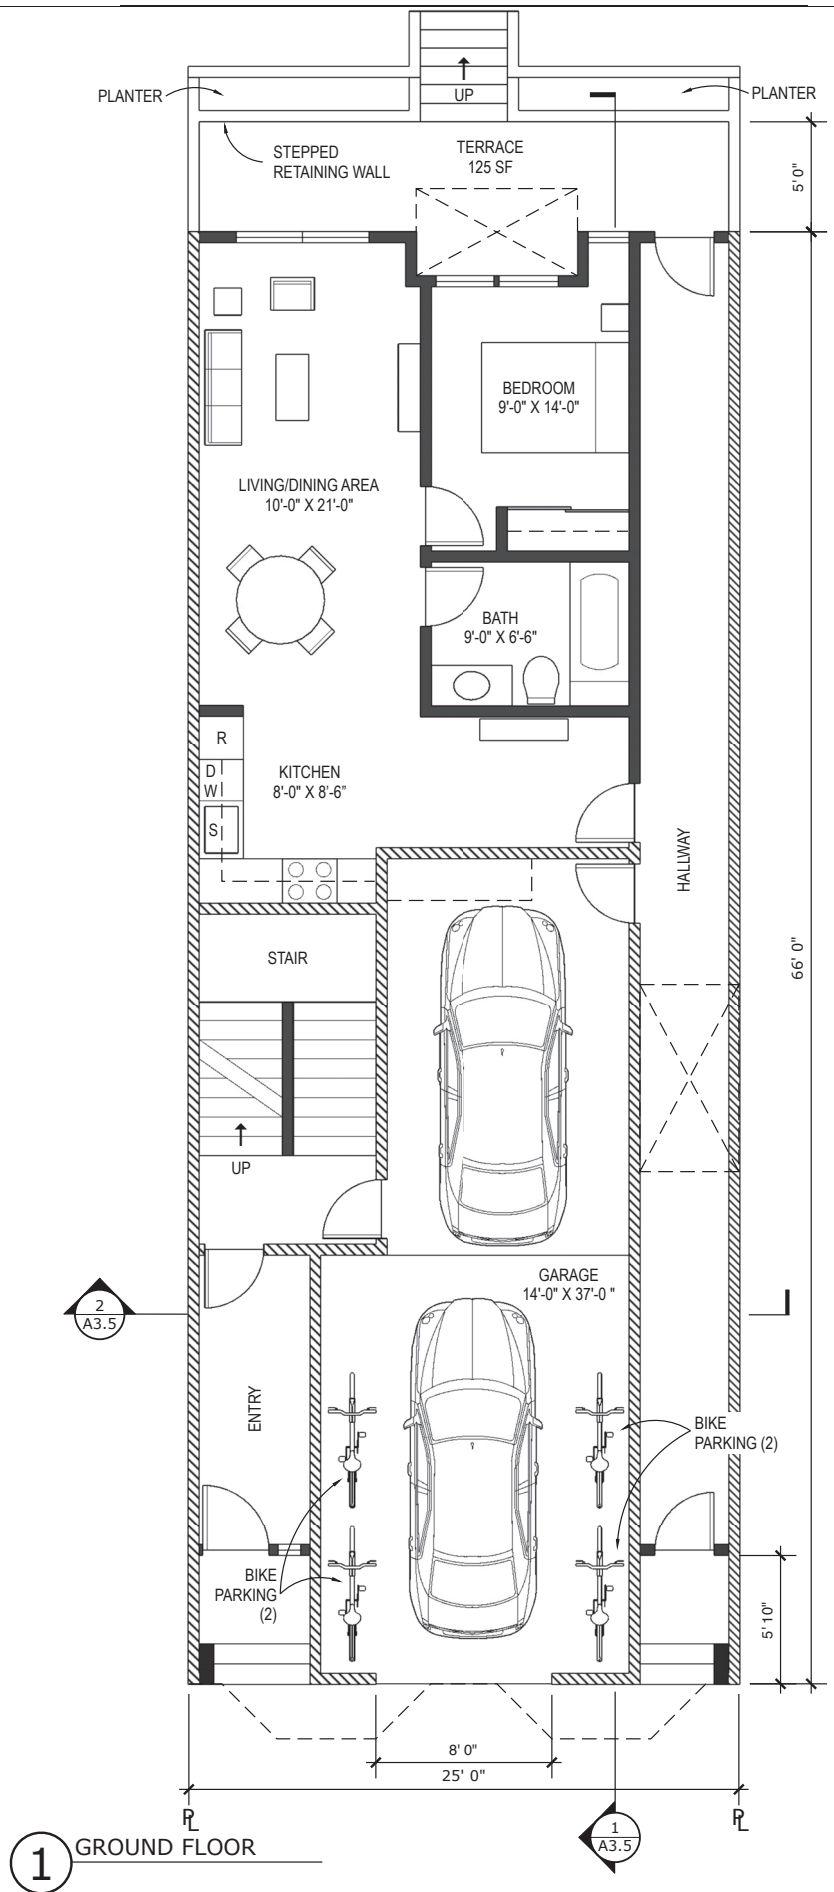 UP
PLANTER
PLANTER
STEPPED
RETAINING WALL
TERRACE
125 SF
5' 0"
BEDROOM
9'-0" X 14'-0"
LIVING/DINING AREA
10'-0" X 21'-0"
BATH
9'-0" X 6'-6"
R
D
W
S
KITCHEN
8'-0" X 8'-6"
HALLWAY
66' 0"
STAIR
UP
GARAGE
14'-0" X 37'-0 "
2
A3.5
ENTRY
BIKE
PARKING (2)
BIKE
PARKING
(2)
5' 10"
8' 0"
25' 0"
PL
PL
1
A3.5
1
GROUND FLOOR